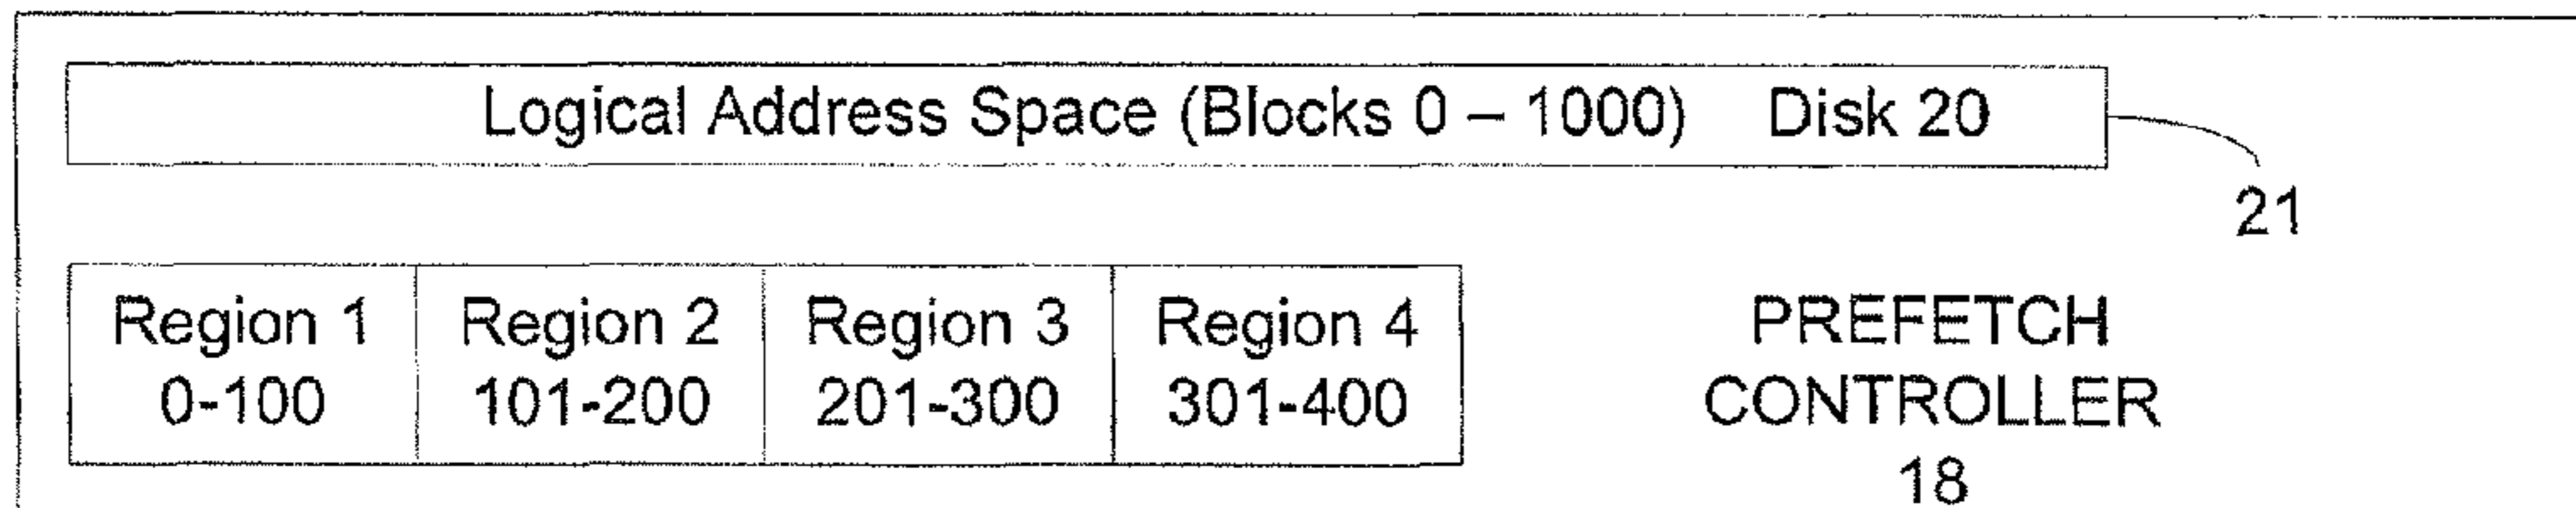 Logical Address Space (Blocks 0 – 1000) Disk 20
21
Region 1 Region 2 Region 3 Region 4
0-100 101-200 201-300 301-400
PREFETCH
CONTROLLER
18